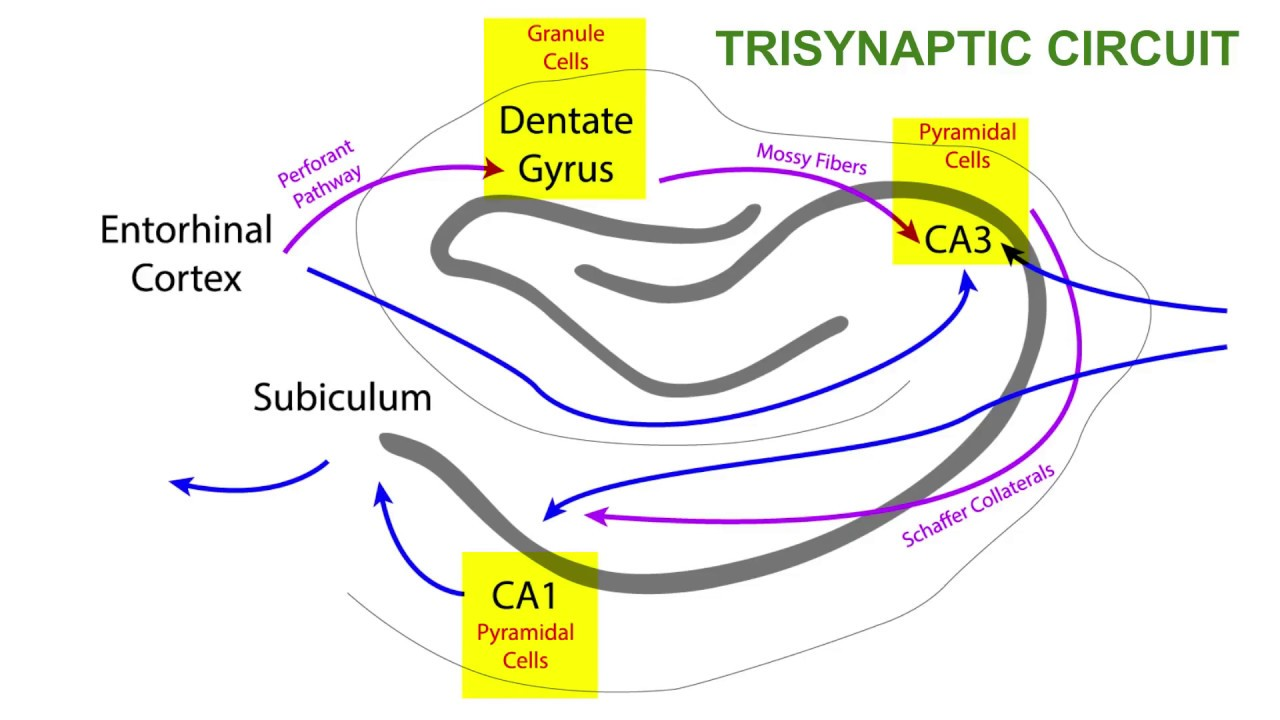 TRISYNAPTIC CIRCUIT
Granule
Cells
Dentate
Gyrus
Perforant
Pathway
Mossy Fibers
Pyramidal
Cells
CA3
Entorhinal
Cortex
Subiculum
Schaffer Collaterals
CA1
Pyramidal
Cells